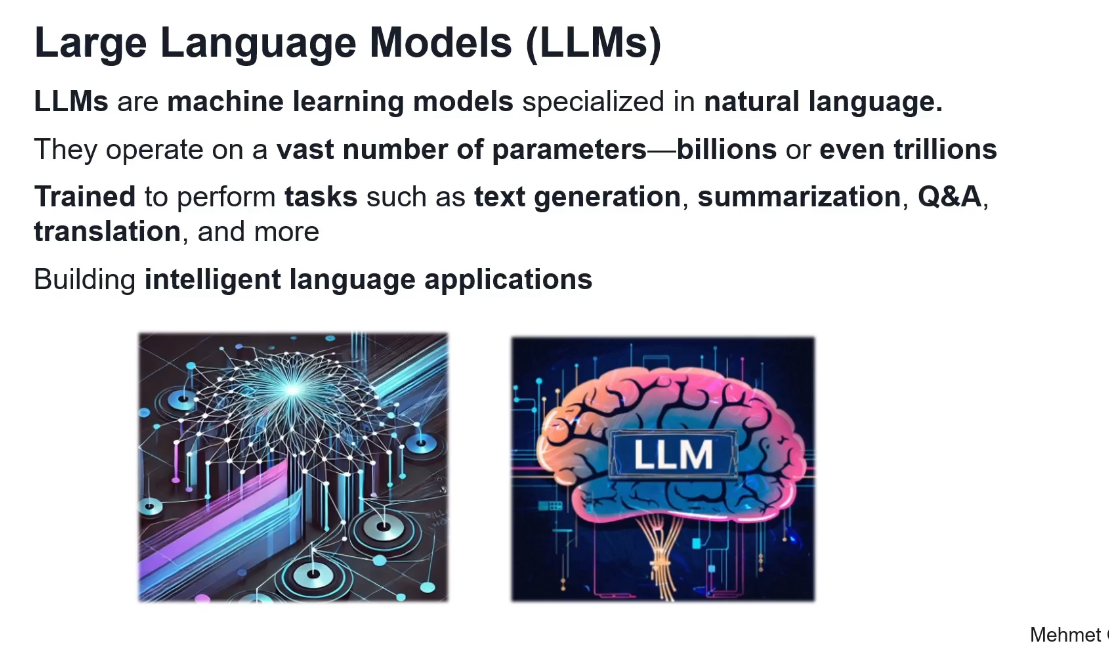 Large Language Models (LLMs)
LLMs are machine learning models specialized in natural language.
They operate on a vast number of parameters—billions or even trillions
Trained to perform tasks such as text generation, summarization, Q&A,
translation, and more
Building intelligent language applications
LLM
Mehmet